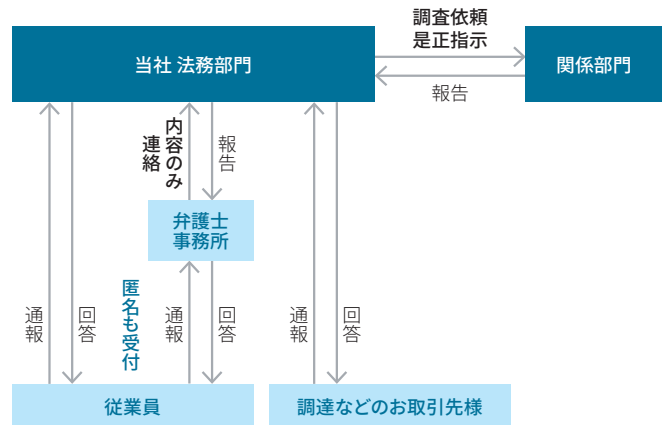 調査依頼
是正指示
当社 法務部門
関係部門
報告
内容のみ
連絡
報告
弁護士
事務所
通報
回答
匿名も受付
通報
回答
通報
回答
従業員
調達などのお取引先様